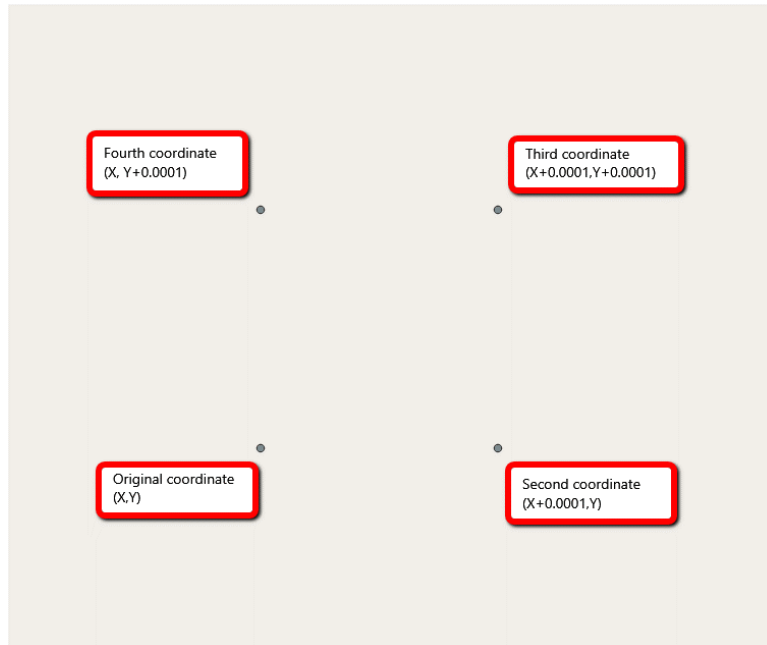 Fourth coordinate
(X, Y+0.0001)
Third coordinate
(X+0.0001,Y+0.0001)
Original coordinate
(X,Y)
Second coordinate
(X+0.0001,Y)